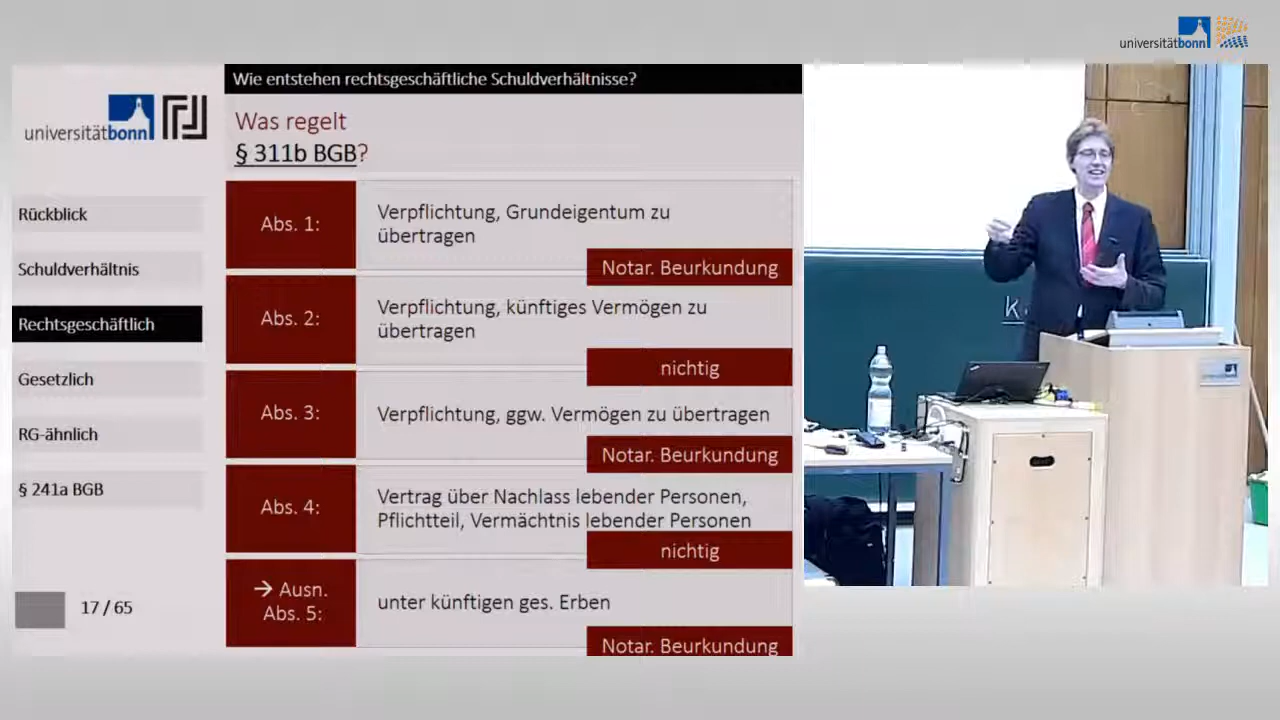 universitätbonn
Wie entstehen rechtsgeschäftliche Schuldverhältnisse?
universitätbonn
Was regelt
§ 311b BGB?
Rückblick
Schuldverhältnis
Rechtsgeschäftlich
Gesetzlich
RG-ähnlich
§ 241a BGB
17 / 65
Abs. 1:
Verpflichtung, Grundeigentum zu
übertragen
Notar. Beurkundung
Abs. 2:
Verpflichtung, künftiges Vermögen zu
übertragen
nichtig
Abs. 3:
Verpflichtung, ggw. Vermögen zu übertragen
Notar. Beurkundung
Abs. 4:
Vertrag über Nachlass lebender Personen,
Pflichtteil, Vermächtnis lebender Personen
nichtig
→ Ausn.
Abs. 5:
unter künftigen ges. Erben
Notar. Beurkundung